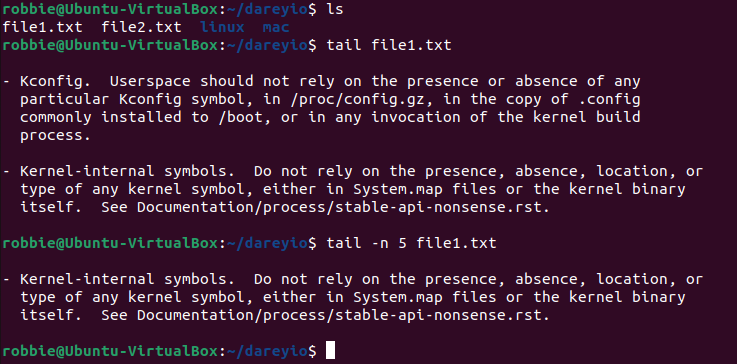 robbie@Ubuntu-VirtualBox:~/dareyio$ ls
file1.txt  file2.txt  linux  mac
robbie@Ubuntu-VirtualBox:~/dareyio$ tail file1.txt

- Kconfig.  Userspace should not rely on the presence or absence of any
  particular Kconfig symbol, in /proc/config.gz, in the copy of .config
  commonly installed to /boot, or in any invocation of the kernel build
  process.

- Kernel-internal symbols.  Do not rely on the presence, absence, location, or
  type of any kernel symbol, either in System.map files or the kernel binary
  itself.  See Documentation/process/stable-api-nonsense.rst.

robbie@Ubuntu-VirtualBox:~/dareyio$ tail -n 5 file1.txt

- Kernel-internal symbols.  Do not rely on the presence, absence, location, or
  type of any kernel symbol, either in System.map files or the kernel binary
  itself.  See Documentation/process/stable-api-nonsense.rst.

robbie@Ubuntu-VirtualBox:~/dareyio$